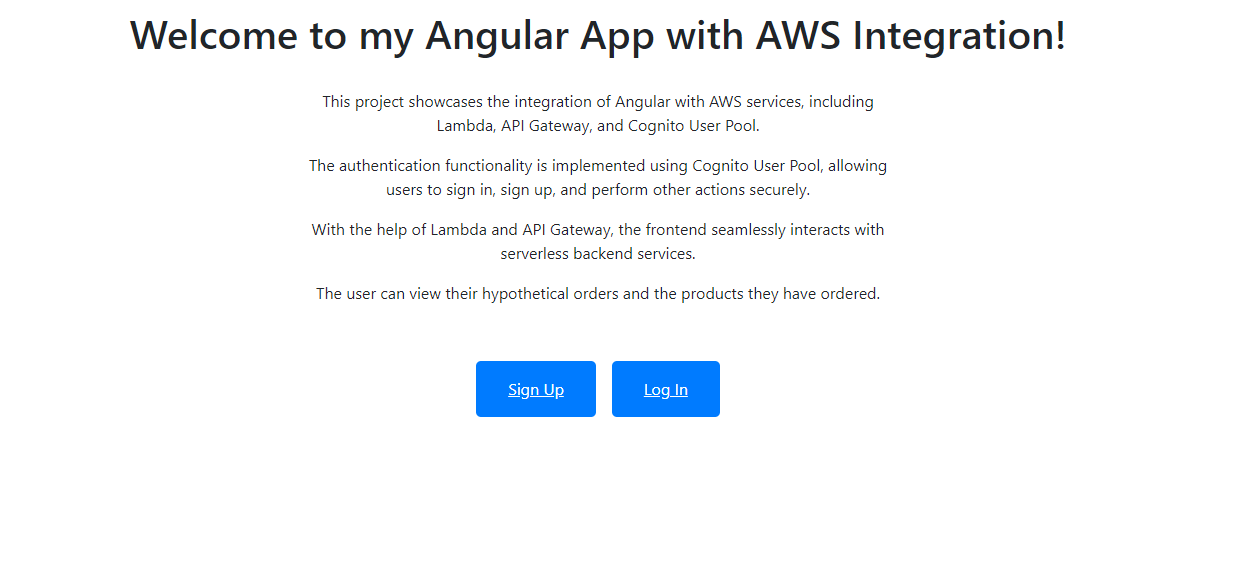 Welcome to my Angular App with AWS Integration!
This project showcases the integration of Angular with AWS services, including
Lambda, API Gateway, and Cognito User Pool.
The authentication functionality is implemented using Cognito User Pool, allowing
users to sign in, sign up, and perform other actions securely.
With the help of Lambda and API Gateway, the frontend seamlessly interacts with
serverless backend services.
The user can view their hypothetical orders and the products they have ordered.
Sign Up
Log In